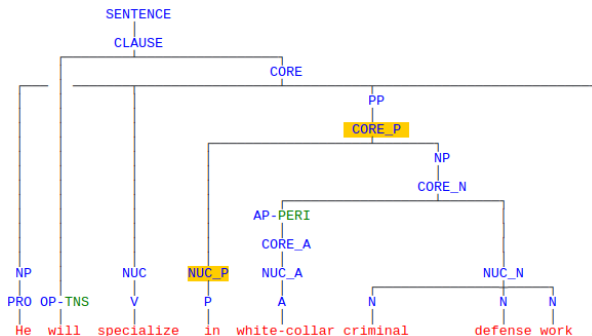 SENTENCE
CLAUSE
CORE
PP
CORE_P
NP
CORE_N
AP-PERI
CORE_A
NP NUC NUC_P NUC_A NUC_N
PRO OP-TNS V P A N N N
He will specialize in white-collar criminal defense work